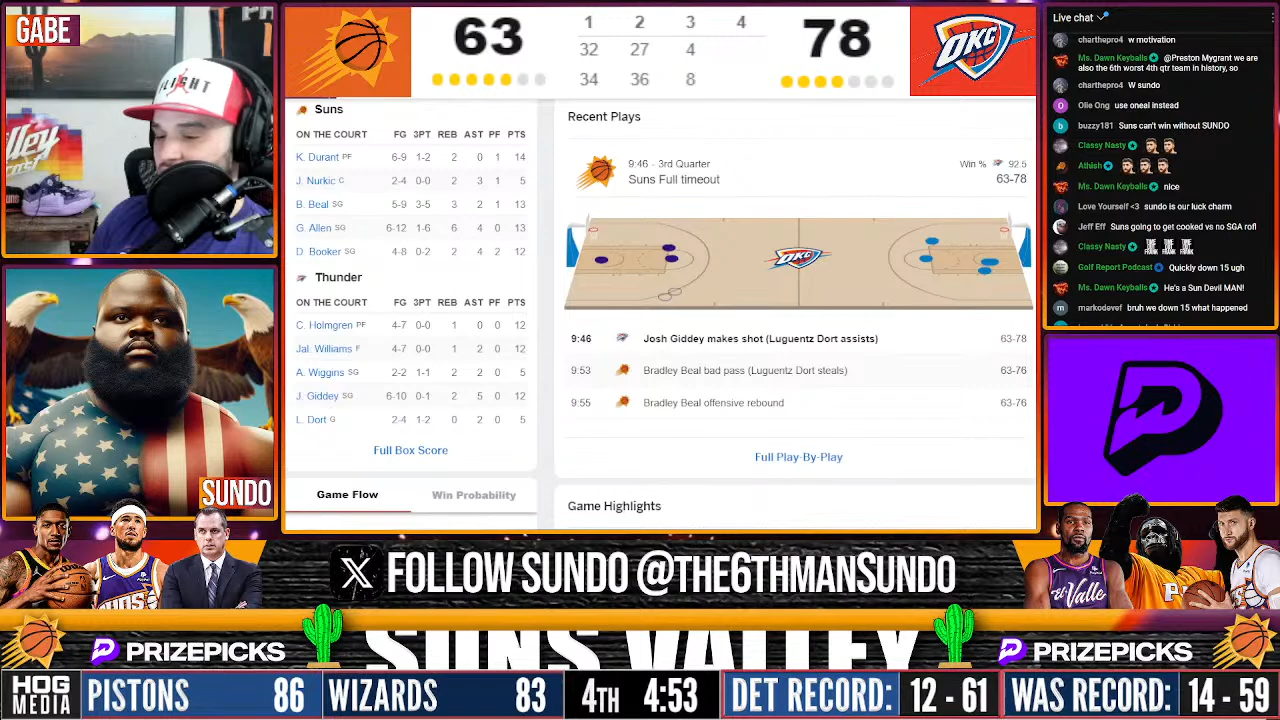 GABE
FLIGHT
63
1 2 3 4
32 27 4
34 36 8
78
OKC
Suns
ON THE COURT FG 3PT REB AST PF PTS
K. Durant PF 6-9 1-2 2 0 1 14
J. Nurkic C 2-4 0-0 2 3 1 5
B. Beal SG 5-9 3-5 3 2 1 13
G. Allen SG 6-12 1-6 6 4 0 13
D. Booker SG 4-8 0-2 2 4 2 12
Thunder
ON THE COURT FG 3PT REB AST PF PTS
C. Holmgren PF 4-7 0-0 1 0 0 12
Jal. Williams F 4-7 0-0 1 2 0 12
A. Wiggins SG 2-2 1-1 2 2 0 5
J. Giddey SG 6-10 0-1 2 5 0 12
L. Dort G 2-4 1-2 0 2 0 5
Full Box Score
Game Flow Win Probability
Recent Plays
9:46 - 3rd Quarter Win % 92.5
Suns Full timeout 63-78
OKC
9:46 Josh Giddey makes shot (Luguentz Dort assists) 63-78
9:53 Bradley Beal bad pass (Luguentz Dort steals) 63-76
9:55 Bradley Beal offensive rebound 63-76
Full Play-By-Play
Game Highlights
Live chat
charthepro4 w motivation
Ms. Dawn Keyballs @Preston Mygrant we are
also the 6th worst 4th qtr team in history, so
charthepro4 W sundo
Olie Ong use oneal instead
buzzy181 Suns can't win without SUNDO
Classy Nasty
Athish
Ms. Dawn Keyballs nice
Love Yourself <3 sundo is our luck charm
Jeff Eff Suns going to get cooked vs no SGA rofl
Classy Nasty
Golf Report Podcast Quickly down 15 ugh
Ms. Dawn Keyballs He's a Sun Devil MAN!
markodevef bruh we down 15 what happened
SUNDO
FOLLOW SUNDO @THE6THMANSUNDO
PRIZEPICKS
SUNS VALLEY
PRIZEPICKS
HOG
MEDIA
PISTONS 86 WIZARDS 83 4TH 4:53 DET RECORD: 12 - 61 WAS RECORD: 14 - 59